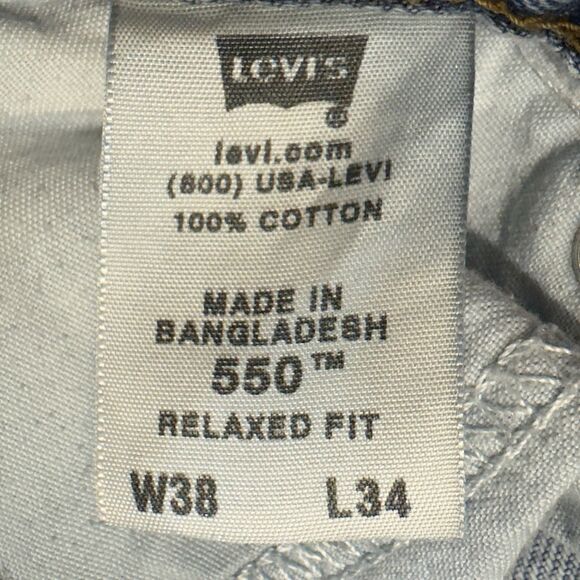 Levi's
®
levi.com
(800) USA-LEVI
100% COTTON
MADE IN
BANGLADESH
550™
RELAXED FIT
W38 L34